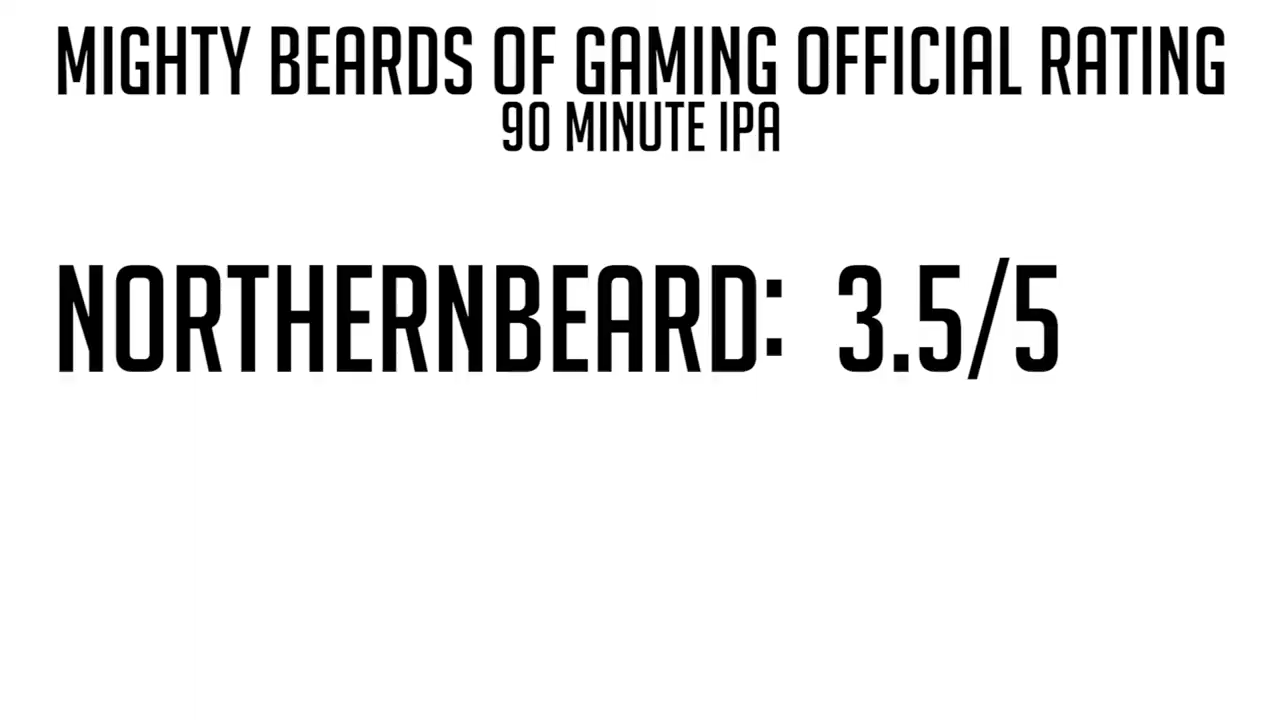 MIGHTY BEARDS OF GAMING OFFICIAL RATING
90 MINUTE IPA
NORTHERNBEARD: 3.5/5